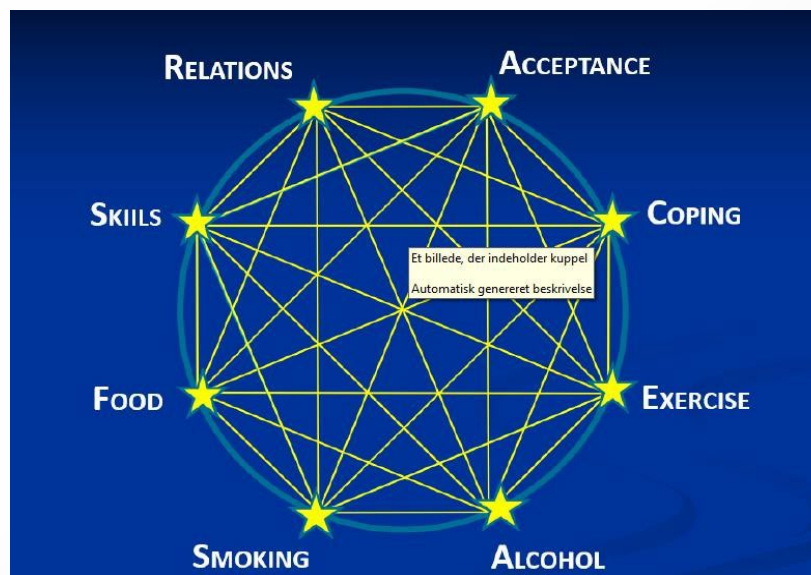 RELATIONS
ACCEPTANCE
SKIILS
COPING
Et billede, der indeholder kuppel
Automatisk genereret beskrivelse
FOOD
EXERCISE
SMOKING
ALCOHOL